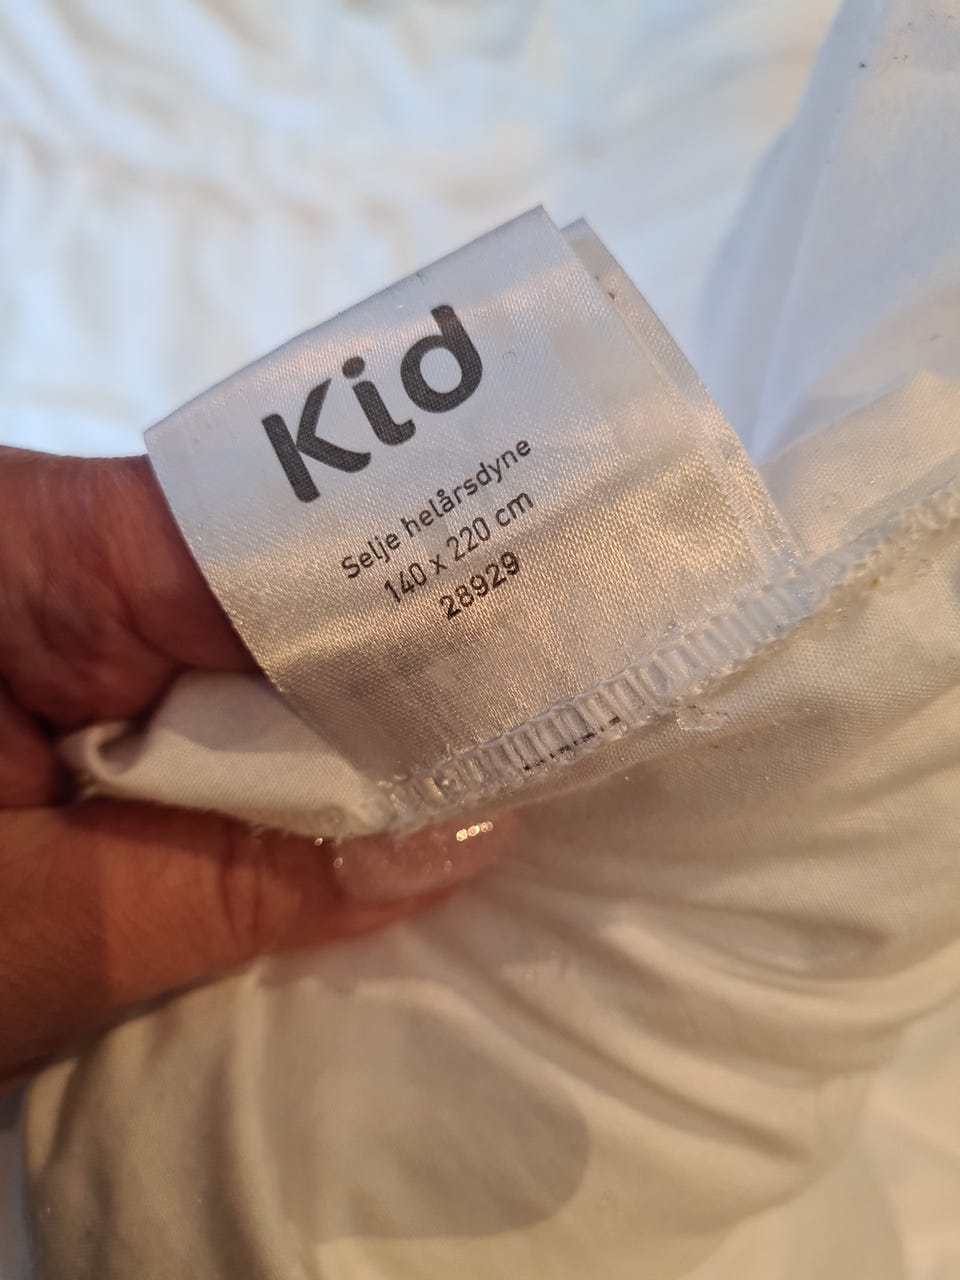 Kid
Selje helårsdyne
140 x 220 cm
28929